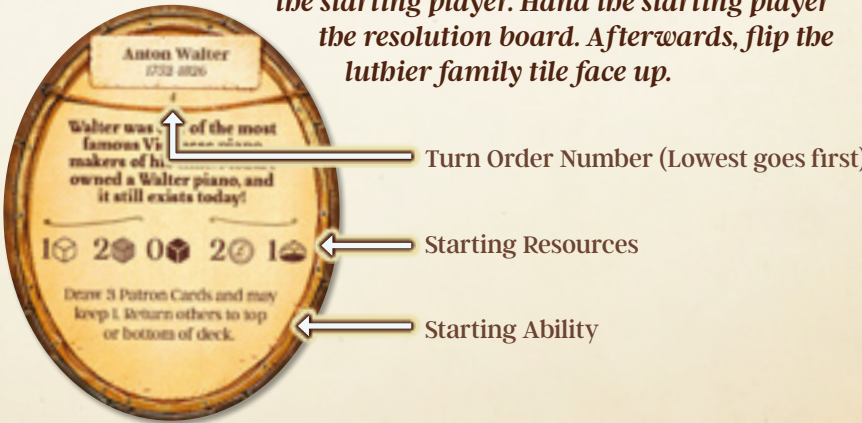 the starting player. Hand the starting player
the resolution board. Afterwards, flip the
luthier family tile face up.
Anton Walter
1752-1826
4
Walter was of the most
famous
makers of
owned a Walter piano, and
it still exists today!
1 2 0 2 1
Draw 3 Patron Cards and may
keep 1. Return others to top
or bottom of deck.
Turn Order Number (Lowest goes first)
Starting Resources
Starting Ability